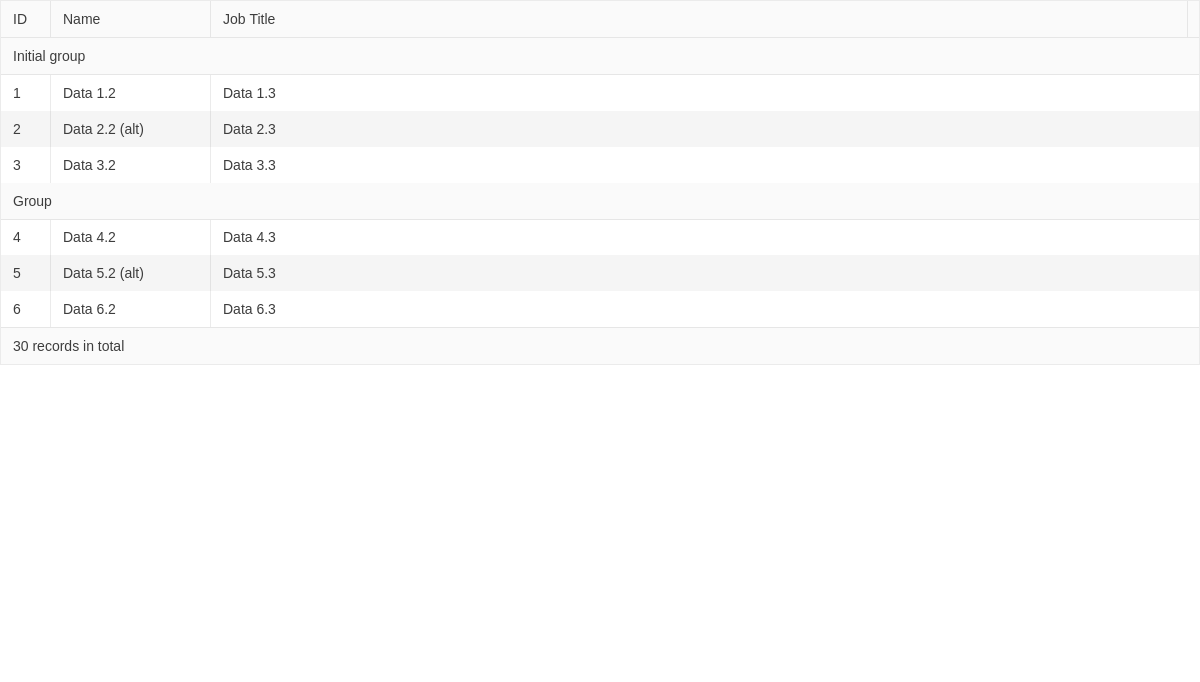 ID Name Job Title
Initial group
1 Data 1.2 Data 1.3
2 Data 2.2 (alt) Data 2.3
3 Data 3.2 Data 3.3
Group
4 Data 4.2 Data 4.3
5 Data 5.2 (alt) Data 5.3
6 Data 6.2 Data 6.3
30 records in total